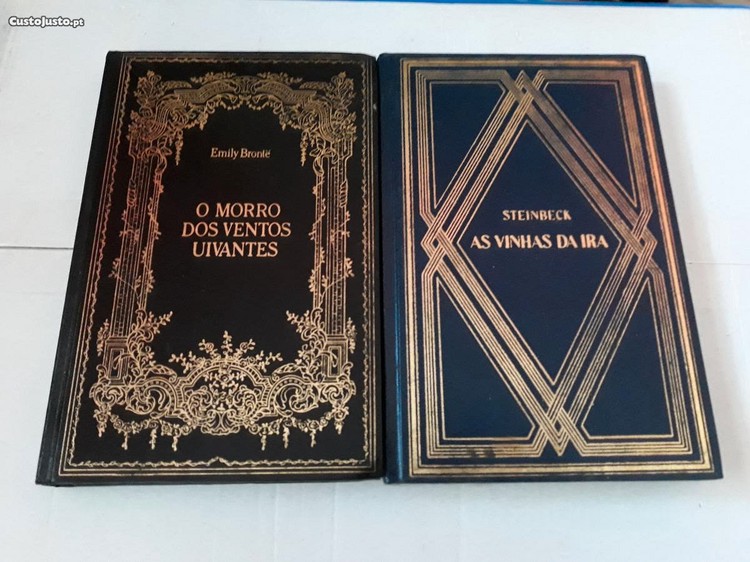 CustoJusto.pt
Emily Brontë
O MORRO
DOS VENTOS
UIVANTES
STEINBECK
AS VINHAS DA IRA